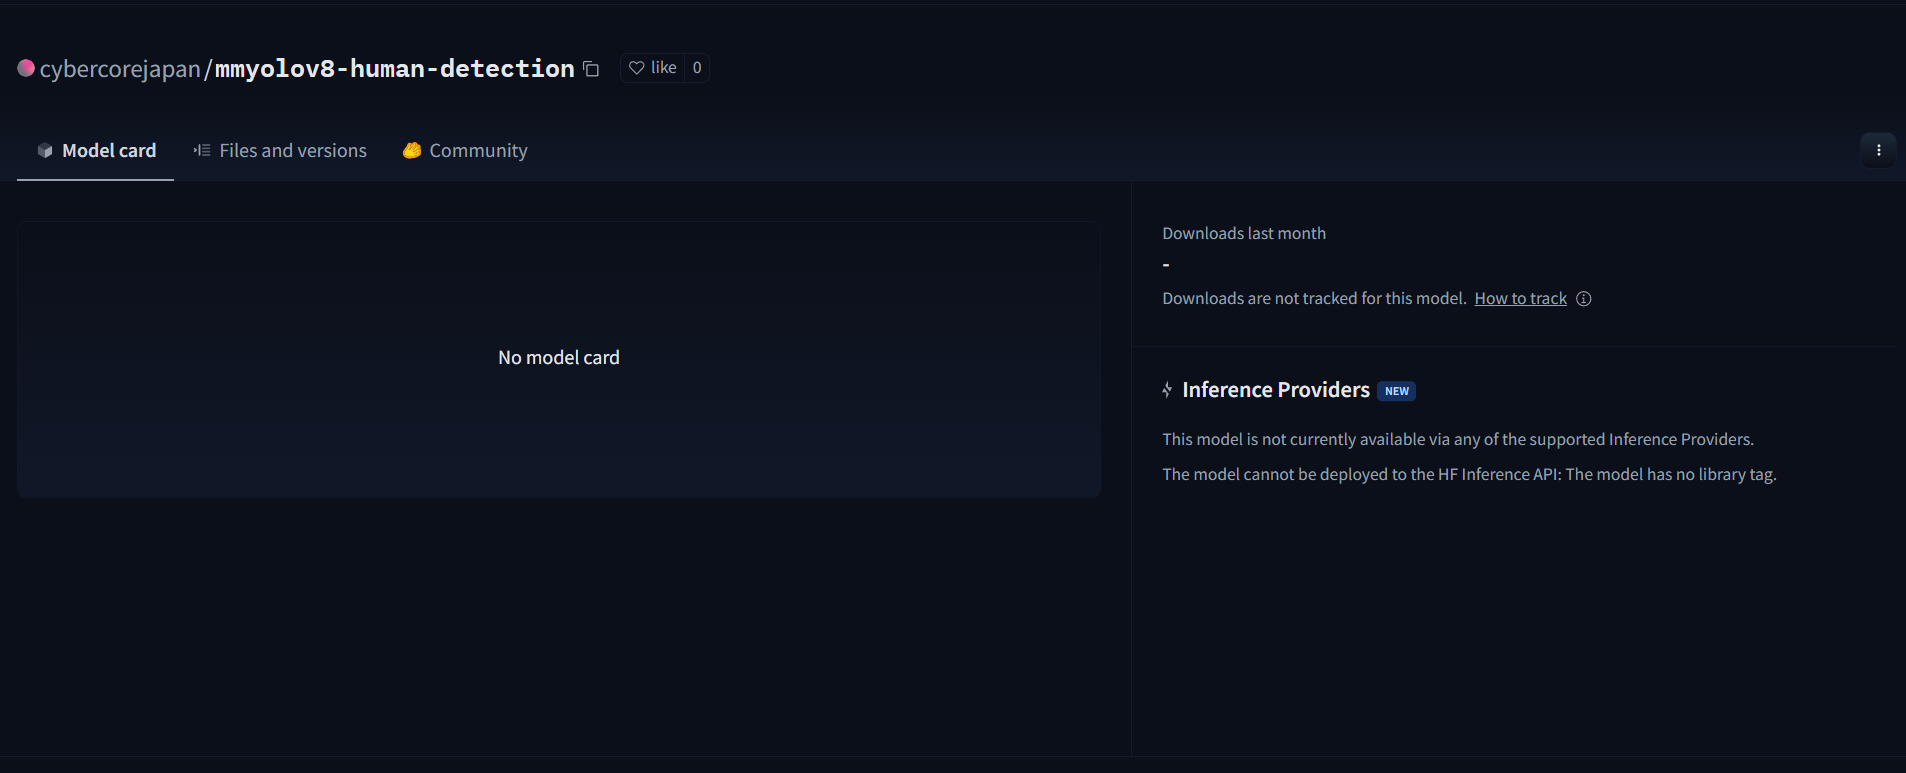 cybercorejapan/mmyolov8-human-detection like 0
Model card Files and versions Community
No model card
Downloads last month
-
Downloads are not tracked for this model. How to track
Inference Providers NEW
This model is not currently available via any of the supported Inference Providers.
The model cannot be deployed to the HF Inference API: The model has no library tag.